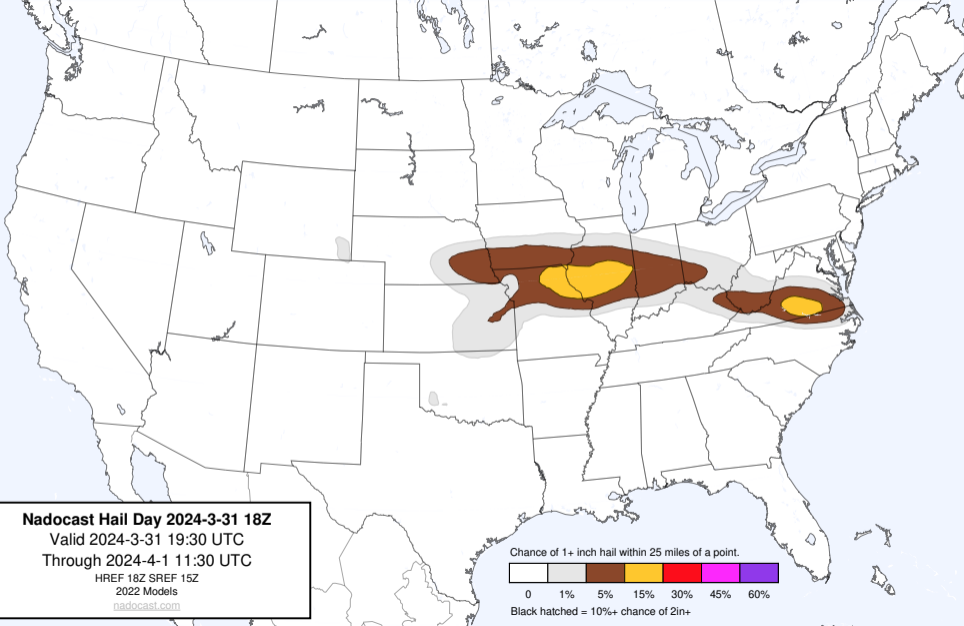 Nadocast Hail Day 2024-3-31 18Z
Valid 2024-3-31 19:30 UTC
Through 2024-4-1 11:30 UTC
HREF 18Z SREF 15Z
2022 Models
nadocast.com
Chance of 1+ inch hail within 25 miles of a point.
0 1% 5% 15% 30% 45% 60%
Black hatched = 10%+ chance of 2in+